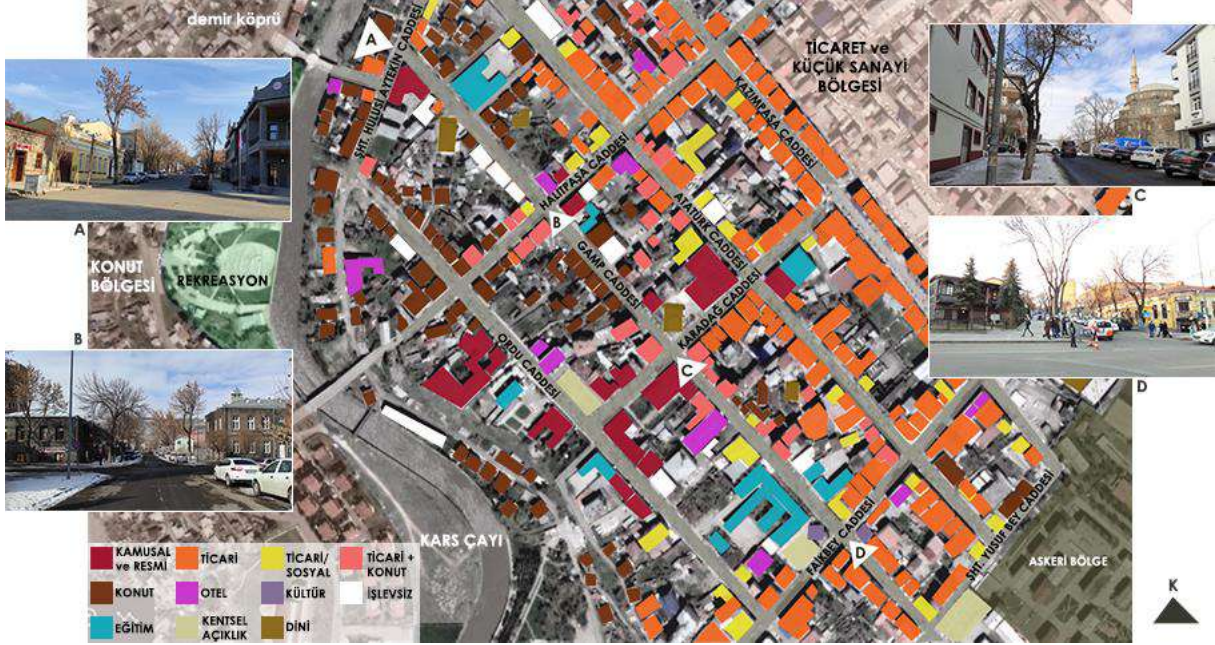 demir köprü
A
SHT. HULUSİ AYTEKİN CADDESİ
TİCARET ve
KÜÇÜK SANAYİ
BÖLGESİ
KAZIMPAŞA CADDESİ
HALİTPAŞA CADDESİ
ATATÜRK CADDESİ
B
GAMP CADDESİ
KARADAĞ CADDESİ
A
C
KONUT
BÖLGESİ
REKREASYON
B
ORDU CADDESİ
C
D
KARS ÇAYI
FAİKBEY CADDESİ
D
SHT. YUSUF BEY CADDESİ
ASKERİ BÖLGE
K
KAMUSAL
ve RESMİ
TİCARİ
TİCARİ/
SOSYAL
TİCARİ +
KONUT
KONUT
OTEL
KÜLTÜR
İŞLEVSİZ
EĞİTİM
KENTSEL
AÇIKLIK
DİNİ